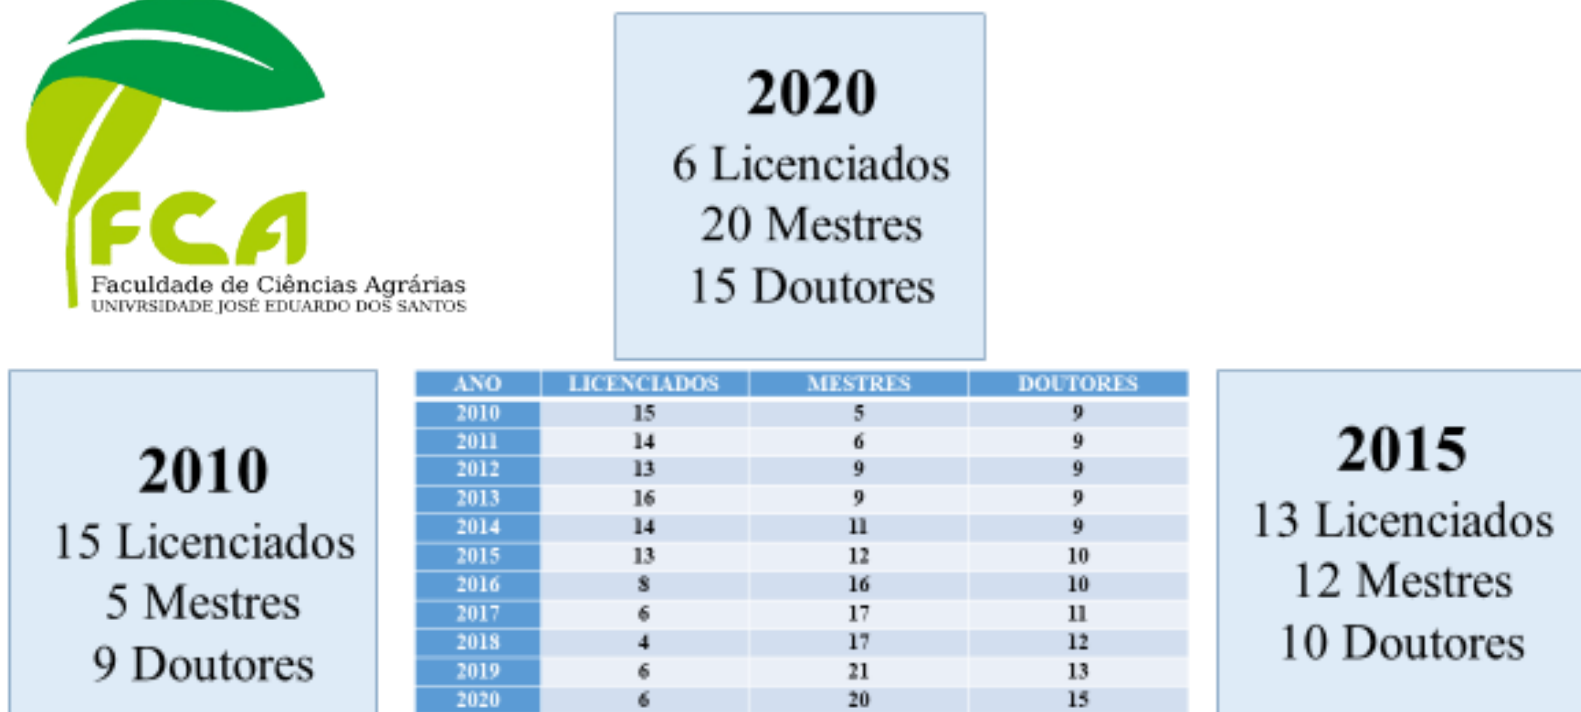 FCA
Faculdade de Ciências Agrárias
UNIVRSIDADE JOSÉ EDUARDO DOS SANTOS
2020
6 Licenciados
20 Mestres
15 Doutores
2010
15 Licenciados
5 Mestres
9 Doutores
ANO LICENCIADOS MESTRES DOUTORES
2010 15 5 9
2011 14 6 9
2012 13 9 9
2013 16 9 9
2014 14 11 9
2015 13 12 10
2016 8 16 10
2017 6 17 11
2018 4 17 12
2019 6 21 13
2020 6 20 15
2015
13 Licenciados
12 Mestres
10 Doutores